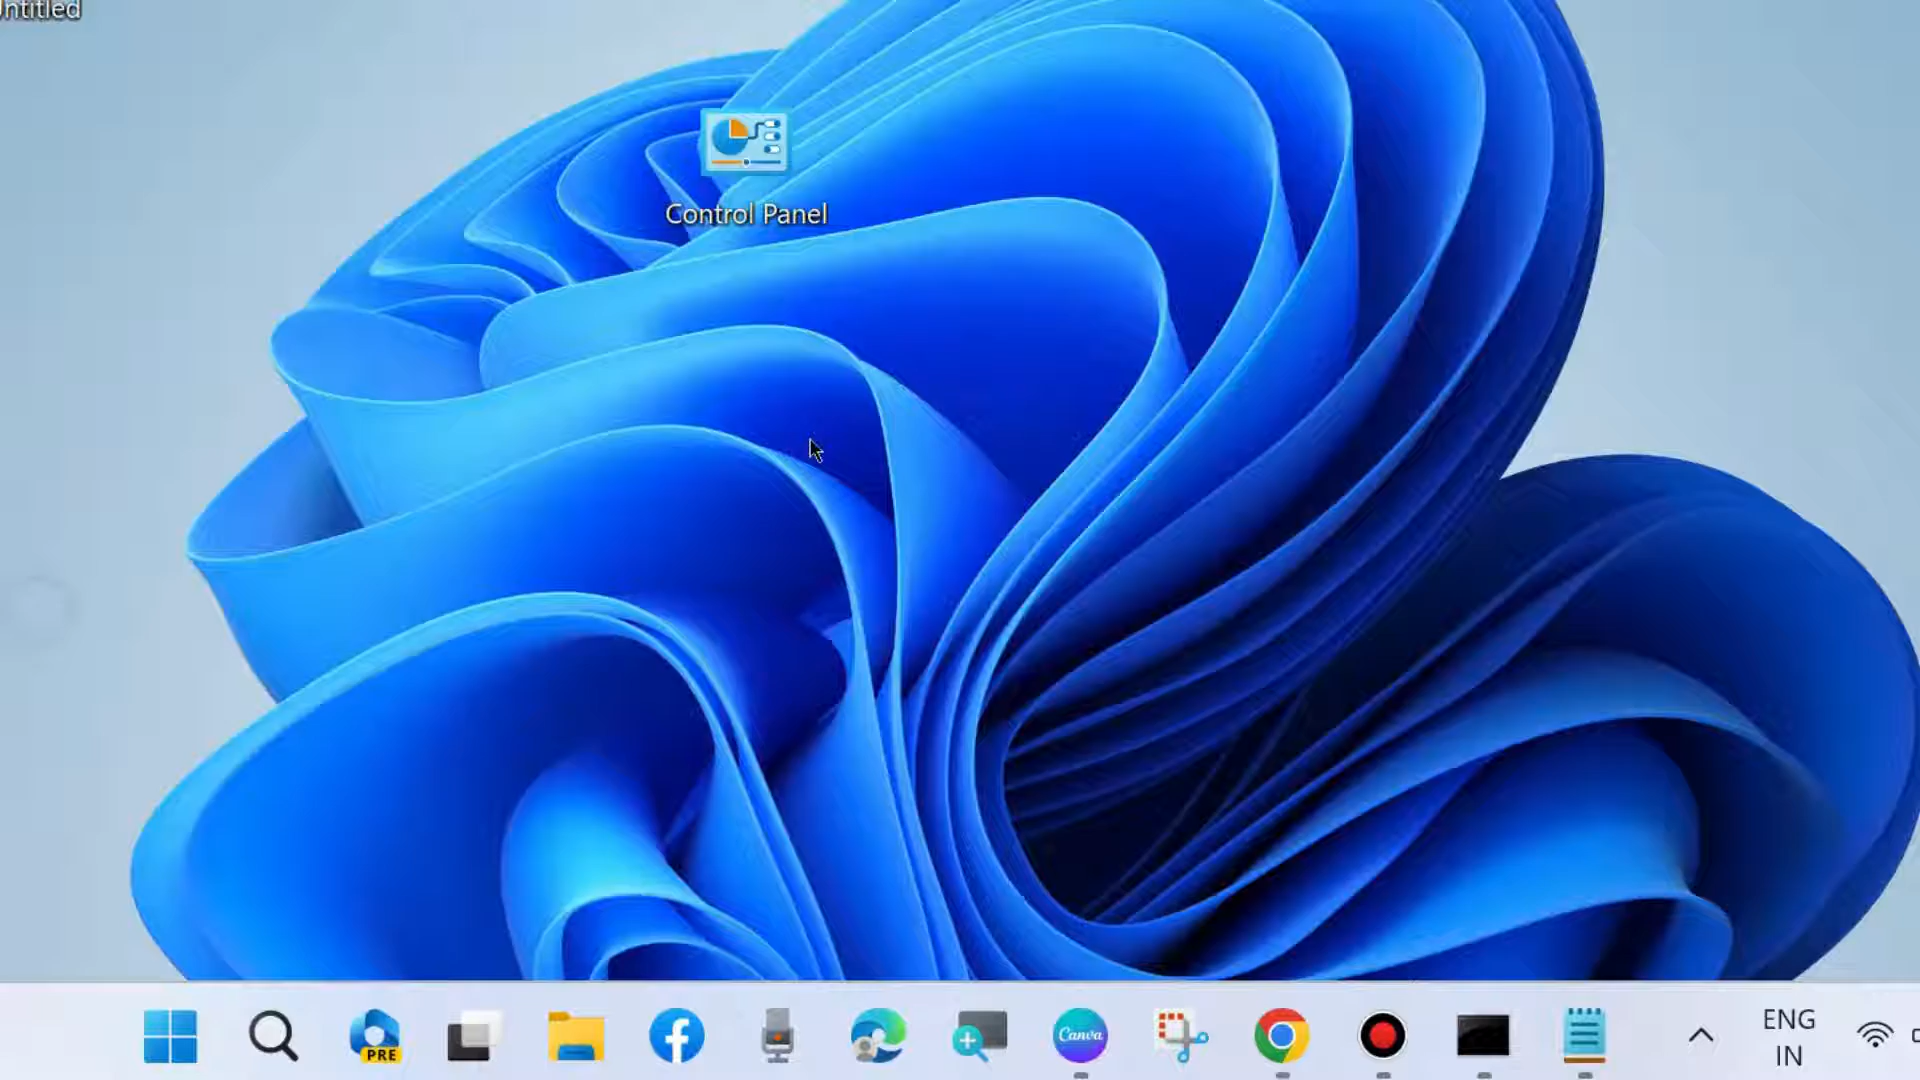 ntitled
Control Panel
PRE
Canva
ENG
IN